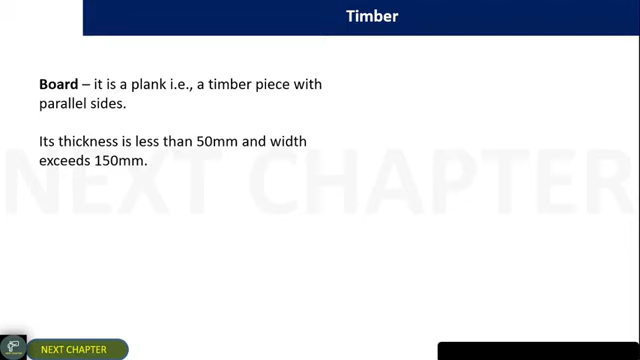 Timber
Board – it is a plank i.e., a timber piece with
parallel sides.
Its thickness is less than 50mm and width
exceeds 150mm.
NEXT CHAPTER
NEXT CHAPTER